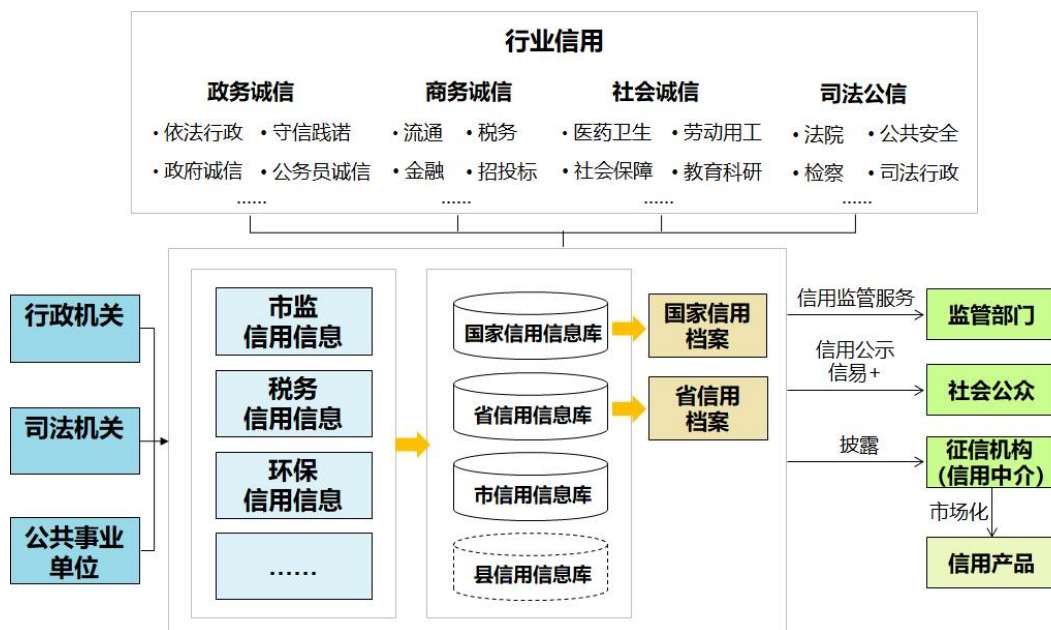 行业信用
政务诚信 商务诚信 社会诚信 司法公信
• 依法行政 • 守信践诺 • 流通 • 税务 • 医药卫生 • 劳动用工 • 法院 • 公共安全
• 政府诚信 • 公务员诚信 • 金融 • 招投标 • 社会保障 • 教育科研 • 检察 • 司法行政
...... ...... ...... ......
行政机关
司法机关
公共事业
单位
市监
信用信息
税务
信用信息
环保
信用信息
......
国家信用信息库
省信用信息库
市信用信息库
县信用信息库
国家信用
档案
省信用
档案
信用监管服务
信用公示
信易+
披露
监管部门
社会公众
征信机构
(信用中介)
市场化
信用产品